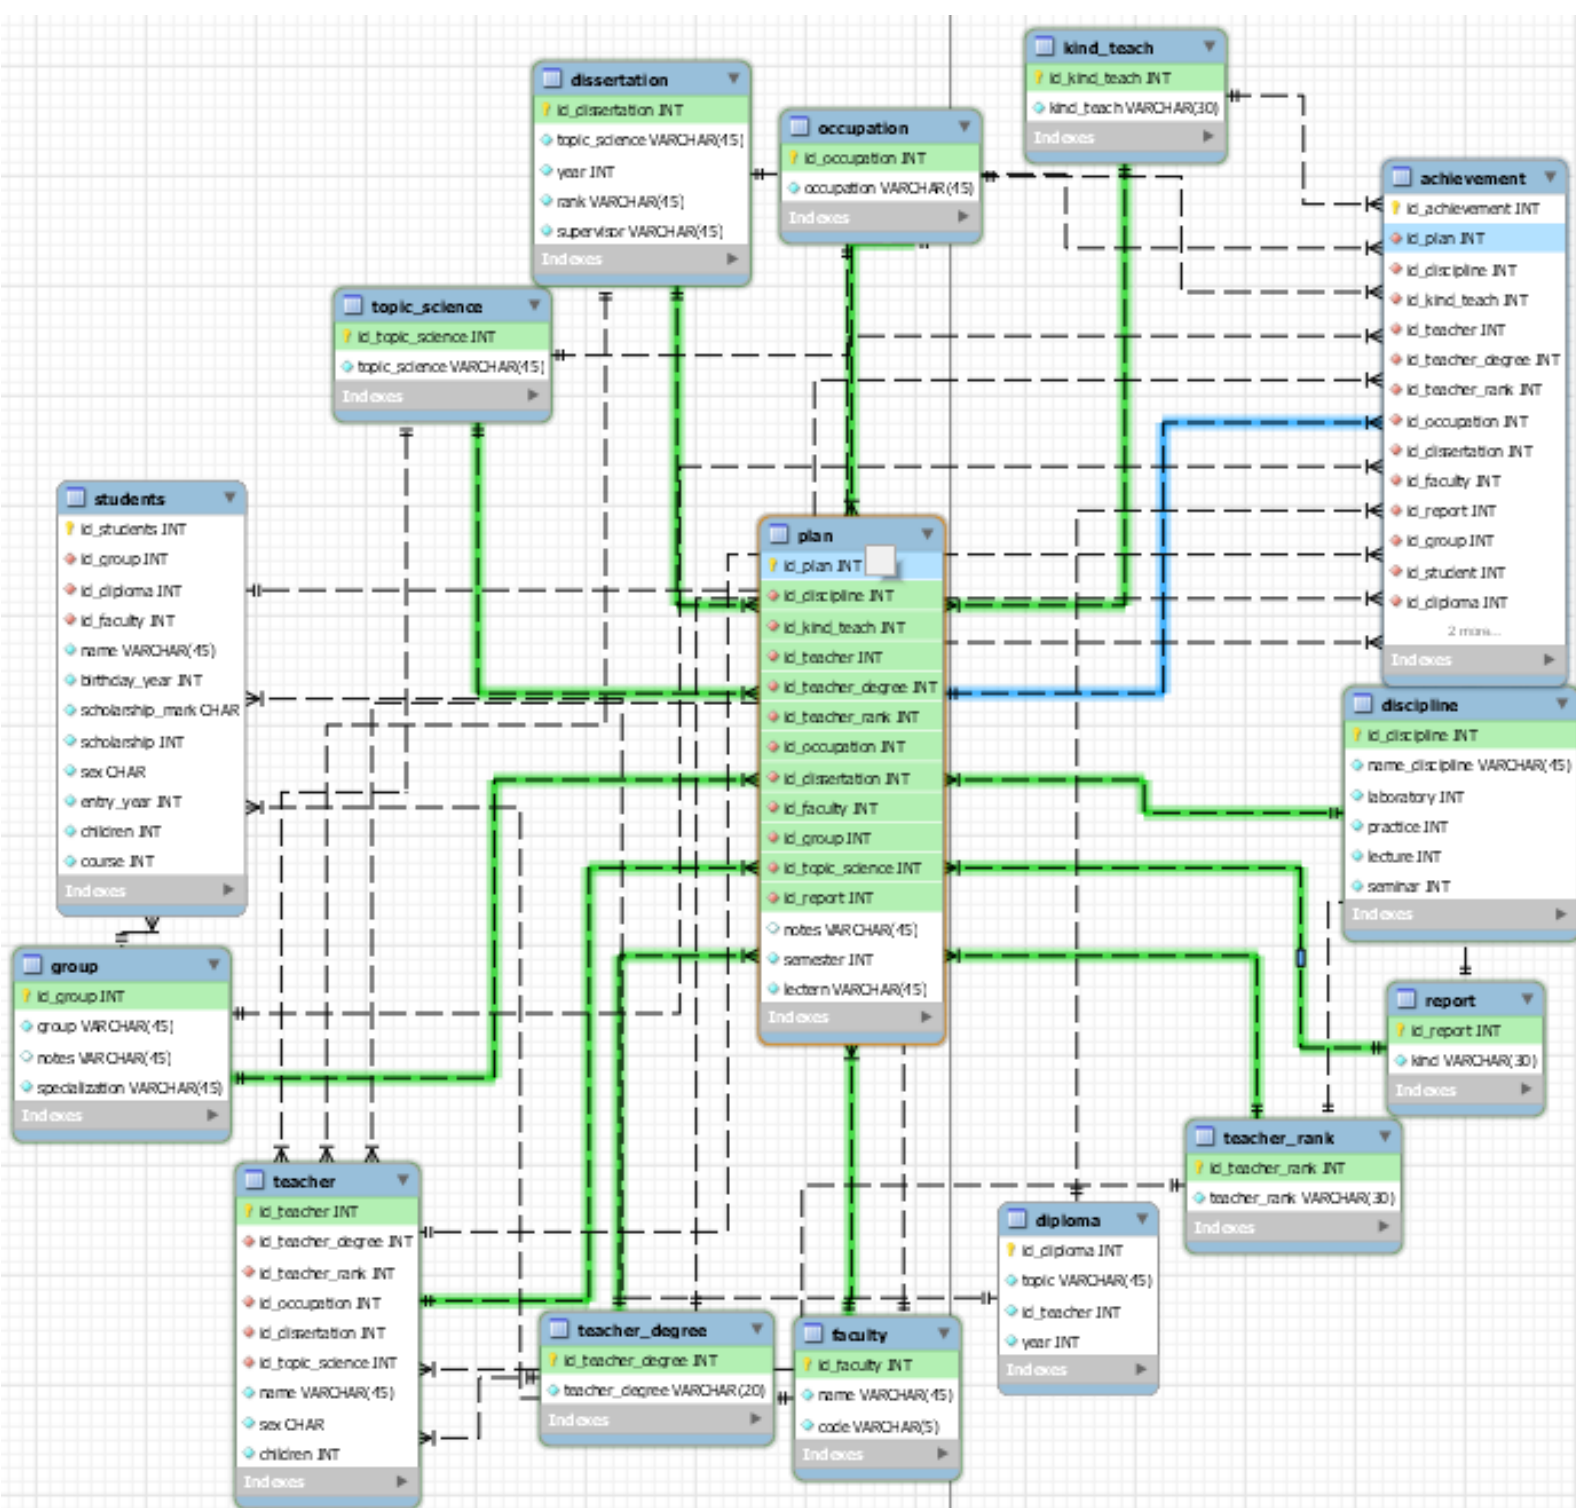 kind_teach
id_kind_teach INT
kind_teach VARCHAR(30)
Indexes
dissertation
id_dissertation INT
topic_science VARCHAR(45)
year INT
rank VARCHAR(45)
supervisor VARCHAR(45)
Indexes
occupation
id_occupation INT
occupation VARCHAR(45)
Indexes
achievement
id_achievement INT
id_plan INT
id_discipline INT
id_kind_teach INT
id_teacher INT
id_teacher_degree INT
id_teacher_rank INT
id_occupation INT
id_dissertation INT
id_faculty INT
id_report INT
id_group INT
id_student INT
id_diploma INT
2 more...
Indexes
topic_science
id_topic_science INT
topic_science VARCHAR(45)
Indexes
students
id_students INT
id_group INT
id_diploma INT
id_faculty INT
name VARCHAR(45)
birthday_year INT
scholarship_mark CHAR
scholarship INT
sex CHAR
entry_year INT
children INT
course INT
Indexes
plan
id_plan INT
id_discipline INT
id_kind_teach INT
id_teacher INT
id_teacher_degree INT
id_teacher_rank INT
id_occupation INT
id_dissertation INT
id_faculty INT
id_group INT
id_topic_science INT
id_report INT
notes VARCHAR(45)
semester INT
lectern VARCHAR(45)
Indexes
discipline
id_discipline INT
name_discipline VARCHAR(45)
laboratory INT
practice INT
lecture INT
seminar INT
Indexes
group
id_group INT
group VARCHAR(45)
notes VARCHAR(45)
specialization VARCHAR(45)
Indexes
report
id_report INT
kind VARCHAR(30)
Indexes
teacher_rank
id_teacher_rank INT
teacher_rank VARCHAR(30)
Indexes
teacher
id_teacher INT
id_teacher_degree INT
id_teacher_rank INT
id_occupation INT
id_dissertation INT
id_topic_science INT
name VARCHAR(45)
sex CHAR
children INT
Indexes
diploma
id_diploma INT
topic VARCHAR(45)
id_teacher INT
year INT
Indexes
teacher_degree
id_teacher_degree INT
teacher_degree VARCHAR(20)
Indexes
faculty
id_faculty INT
name VARCHAR(45)
code VARCHAR(5)
Indexes